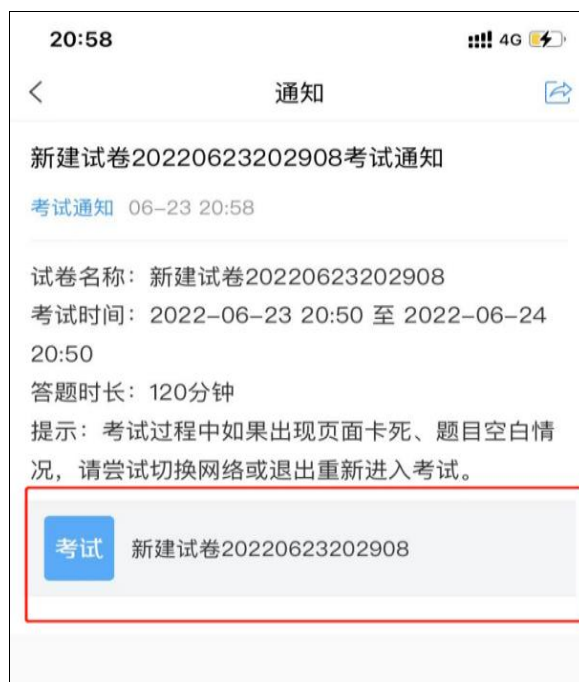 20:58
4G
通知
新建试卷20220623202908考试通知
考试通知 06-23 20:58
试卷名称：新建试卷20220623202908
考试时间：2022-06-23 20:50 至 2022-06-24
20:50
答题时长：120分钟
提示：考试过程中如果出现页面卡死、题目空白情
况，请尝试切换网络或退出重新进入考试。
考试 新建试卷20220623202908